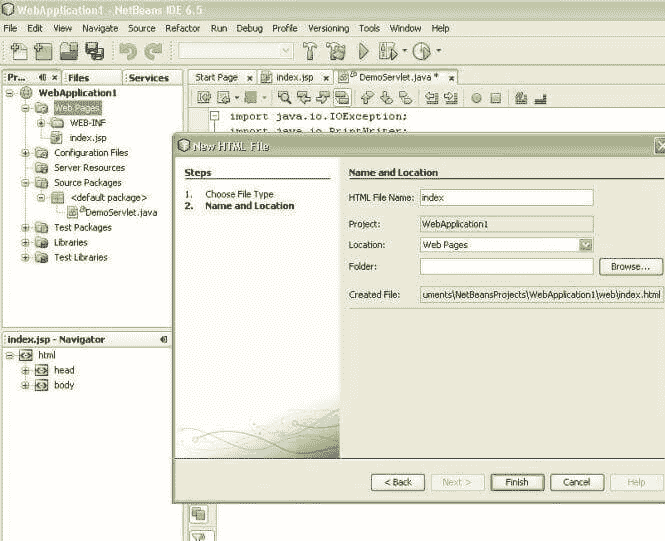 WebApplication1 - NetBeans IDE 6.5
File Edit View Navigate Source Refactor Run Debug Profile Versioning Tools Window Help
Pr... Files Services
Start Page index.jsp DemoServlet.java *
WebApplication1
Web Pages
WEB-INF
index.jsp
Configuration Files
Server Resources
Source Packages
<default package>
DemoServlet.java
Test Packages
Libraries
Test Libraries
import java.io.IOException;
import java.io.PrintWriter;
index.jsp - Navigator
html
head
body
New HTML File
Steps
1. Choose File Type
2. Name and Location
Name and Location
HTML File Name: index
Project: WebApplication1
Location: Web Pages
Folder: Browse...
Created File: uments\NetBeansProjects\WebApplication1\web\index.html
< Back Next > Finish Cancel Help